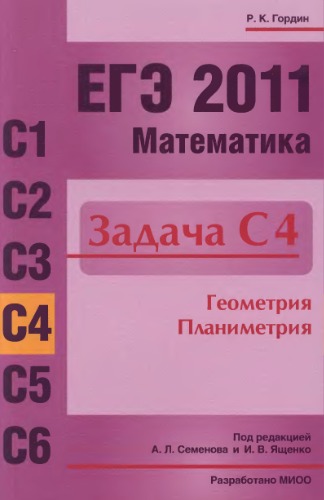 Р. К. Гордин
ЕГЭ 2011
Математика
С1
С2
С3
С4
С5
С6
Задача С 4
Геометрия
Планиметрия
Под редакцией
А. Л. Семенова и И. В. Ященко
Разработано МИОО